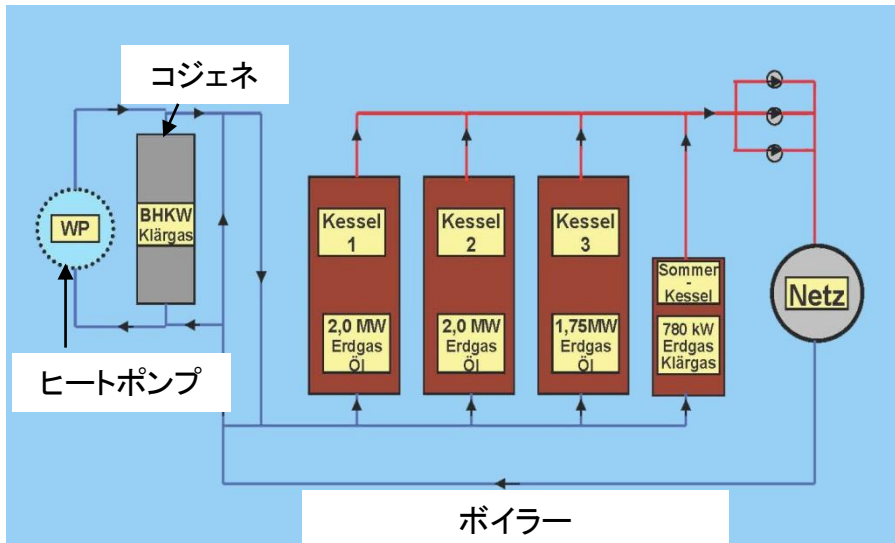 コジェネ
WP
BHKW
Klärgas
ヒートポンプ
Kessel
1
2,0 MW
Erdgas
Öl
Kessel
2
2,0 MW
Erdgas
Öl
Kessel
3
1,75MW
Erdgas
Öl
Sommer
-
Kessel
780 kW
Erdgas
Klärgas
Netz
ボイラー